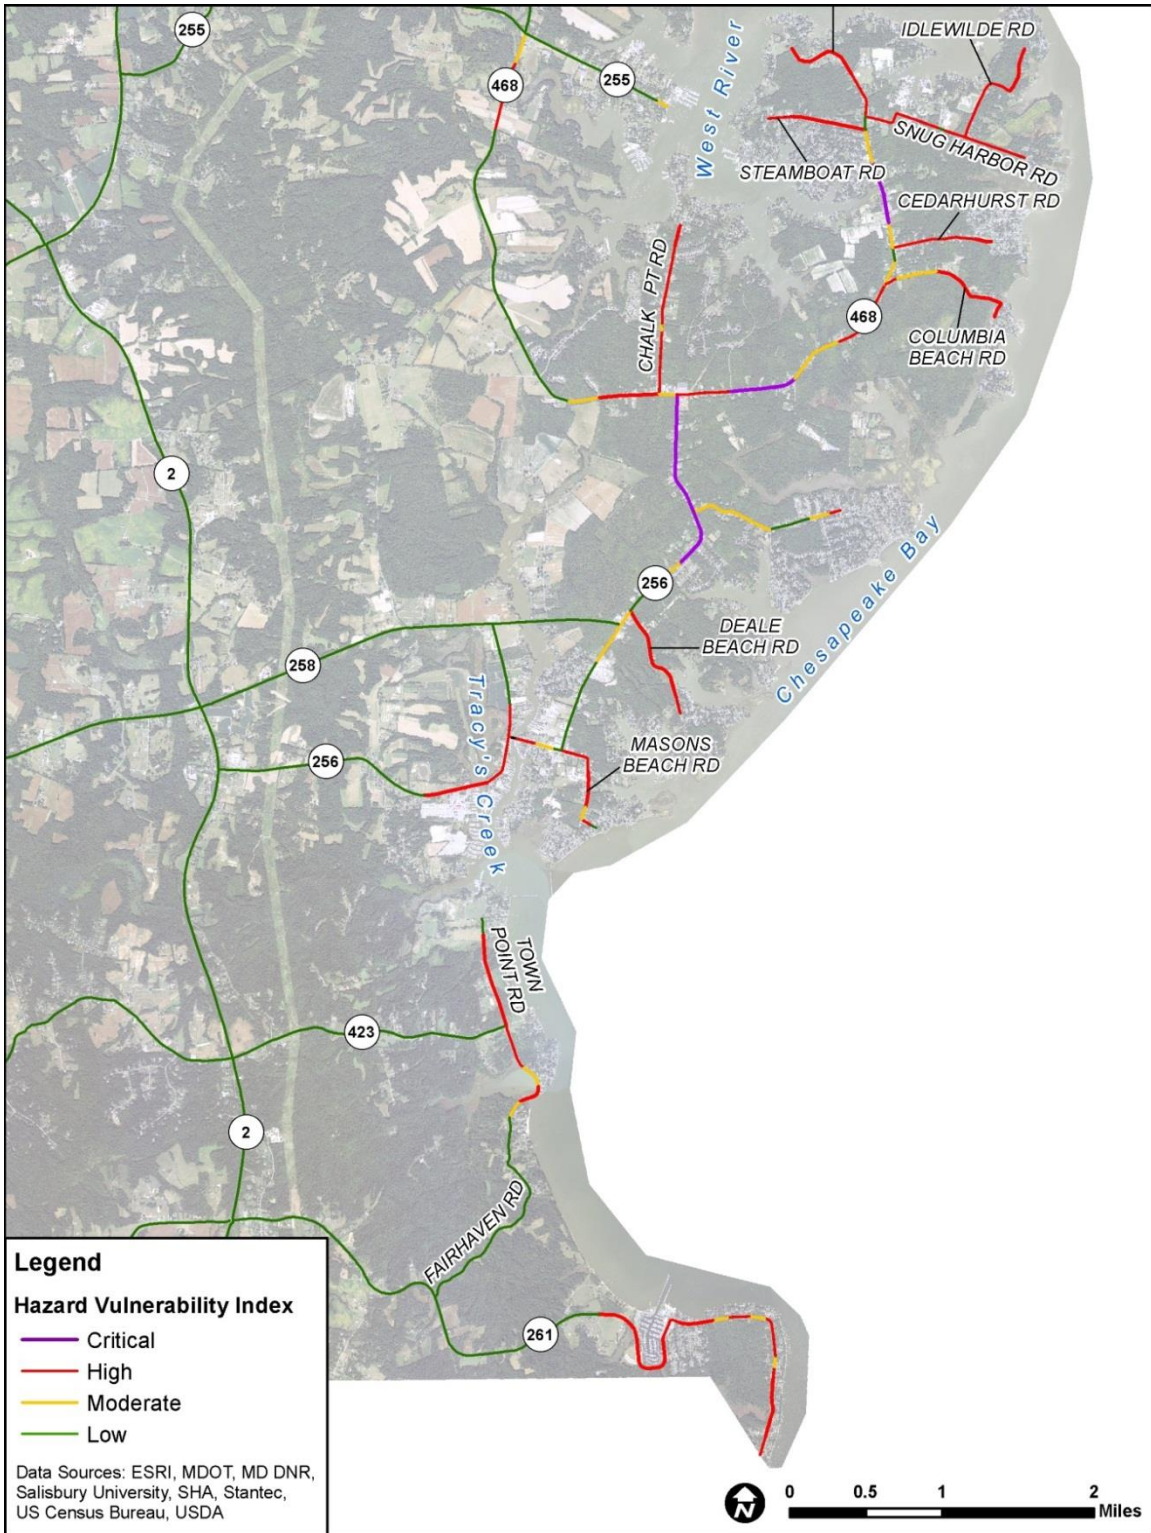 IDLEWILDE RD
255
255
468
West River
SNUG HARBOR RD
STEAMBOAT RD
CEDARHURST RD
CHALK PT RD
468
COLUMBIA
BEACH RD
2
Chesapeake Bay
256
DEALE
BEACH RD
258
Tracy's Creek
MASONS
BEACH RD
256
TOWN
POINT RD
423
2
FAIRHAVEN RD
261
Legend
Hazard Vulnerability Index
Critical
High
Moderate
Low
Data Sources: ESRI, MDOT, MD DNR,
Salisbury University, SHA, Stantec,
US Census Bureau, USDA
N
0 0.5 1 2
Miles